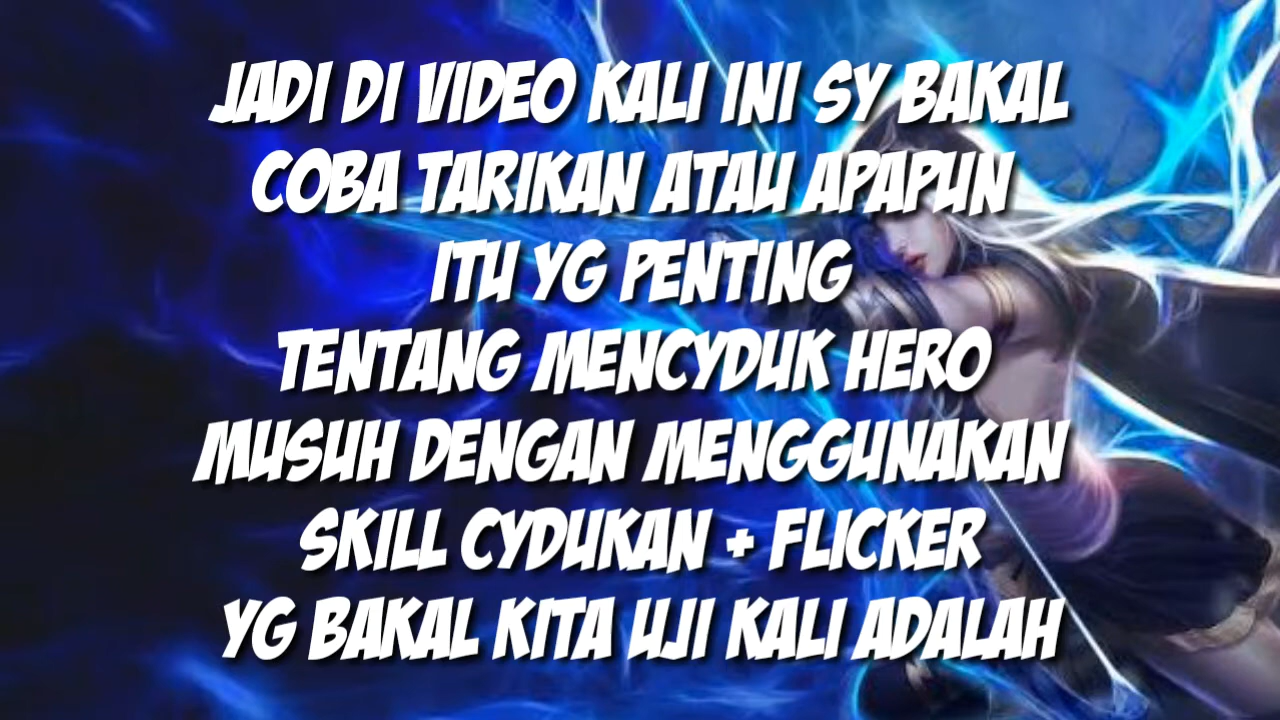 JADI DI VIDEO KALI INI SY BAKAL
COBA TARIKAN ATAU APAPUN
ITU YG PENTING
TENTANG MENCYDUK HERO
MUSUH DENGAN MENGGUNAKAN
SKILL CYDUKAN + FLICKER
YG BAKAL KITA UJI KALI ADALAH